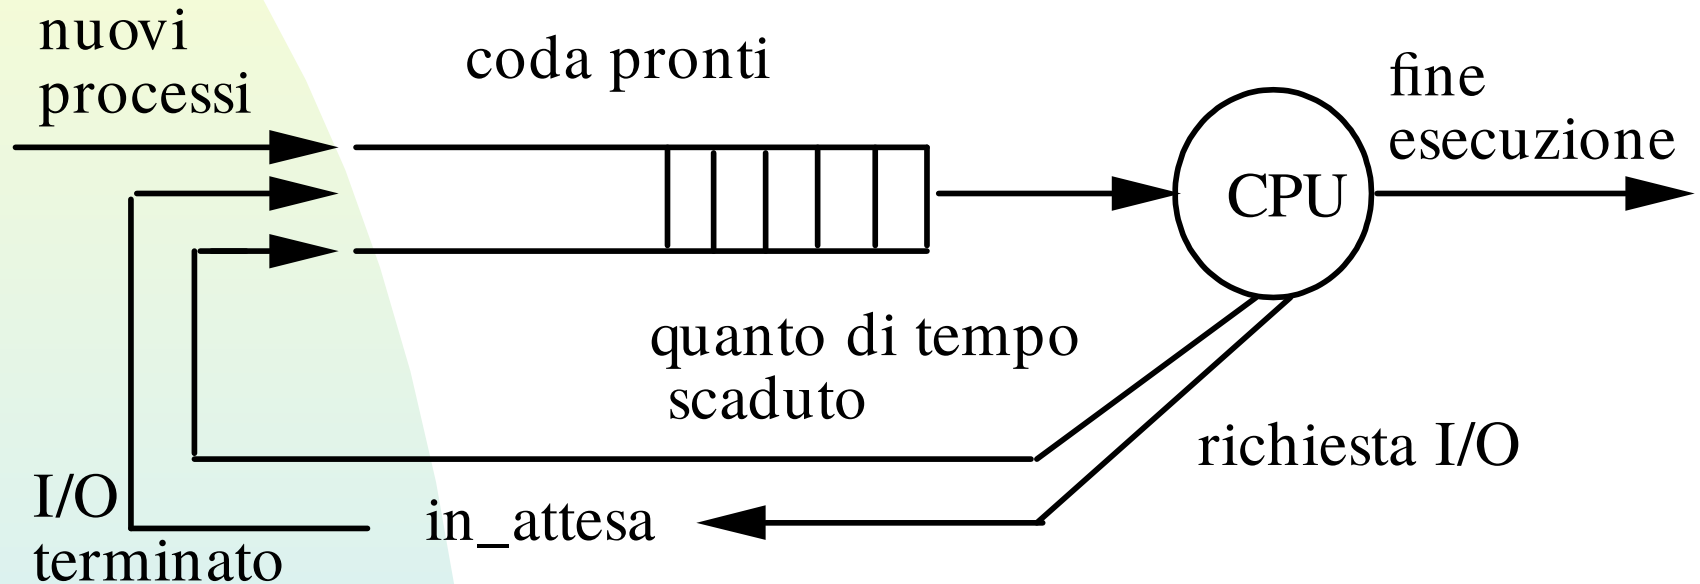 nuovi
processi
coda pronti
fine
esecuzione
CPU
quanto di tempo
scaduto
richiesta I/O
I/O
terminato
in_attesa